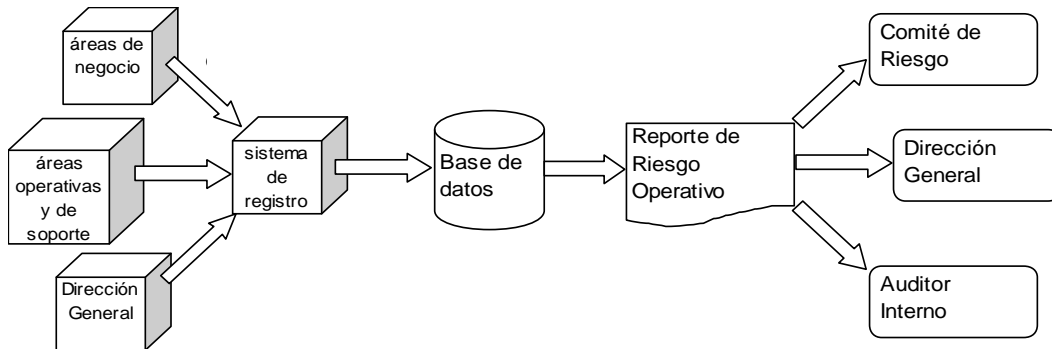 áreas de
negocio
áreas
operativas
y de
soporte
Dirección
General
sistema
de
registro
Base de
datos
Reporte de
Riesgo
Operativo
Comité de
Riesgo
Dirección
General
Auditor
Interno